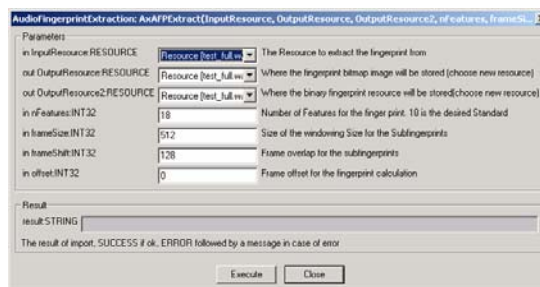 AudioFingerprintExtraction: AxAFPExtract(InputResource, OutputResource, OutputResource2, nFeatures, frameSi...
Parameters
in InputResource:RESOURCE Resource [test_full.w The Resource to extract the fingerprint from
out OutputResource:RESOURCE Resource [test_full.w Where the fingerprint bitmap image will be stored (choose new resource)
out OutputResource2:RESOURCE Resource [test_full.w Where the binary fingerprint resource will be stored(choose new resource)
in nFeatures:INT32 18 Number of Features for the finger print. 10 is the desired Standard
in frameSize:INT32 512 Size of the windowing Size for the Subfingerprints
in frameShift:INT32 128 Frame overlap for the subfingerprints
in offset:INT32 0 Frame offset for the fingerprint calculation
Result
result:STRING
The result of import, SUCCESS if ok, ERROR followed by a message in case of error
Execute Close